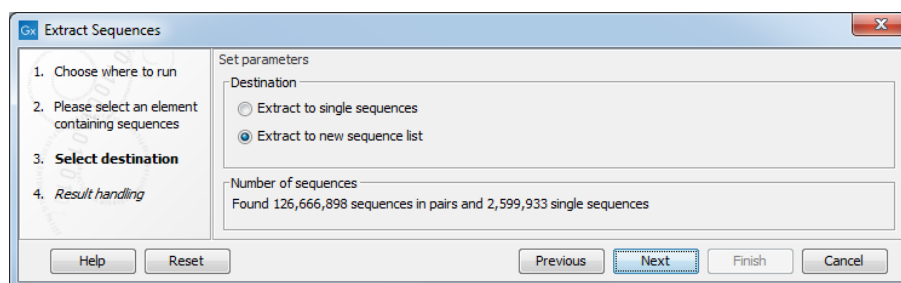 Gx Extract Sequences
1. Choose where to run
2. Please select an element
containing sequences
3. Select destination
4. Result handling
Set parameters
Destination
Extract to single sequences
Extract to new sequence list
Number of sequences
Found 126,666,898 sequences in pairs and 2,599,933 single sequences
Help Reset Previous Next Finish Cancel